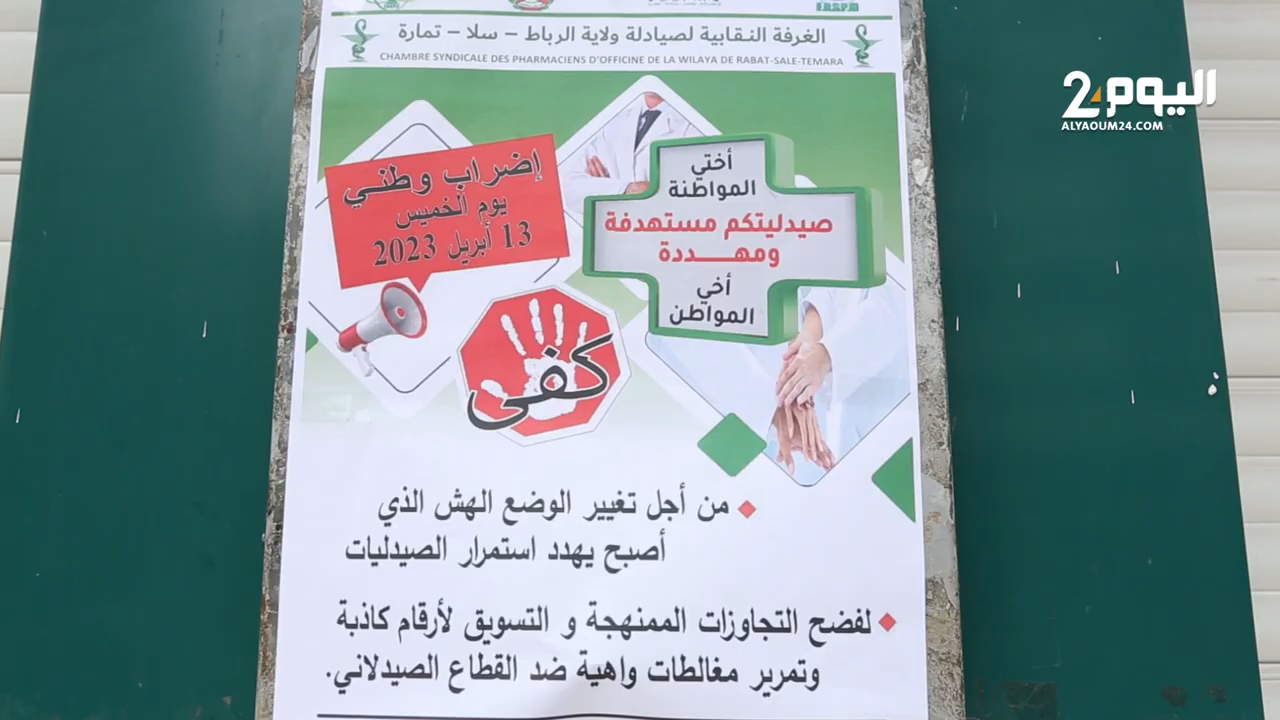 الغرفة النقابية لصيادلة ولاية الرباط – سلا – تمارة
CHAMBRE SYNDICALE DES PHARMACIENS D'OFFICINE DE LA WILAYA DE RABAT-SALE-TEMARA
اليوم24
ALYAOUM24.COM
أختي
المواطنة
صيدليتكم مستهدفة
ومهـــددة
أخي
المواطن
إضراب وطني
يوم الخميس
13 أبريل 2023
كفى
من أجل تغيير الوضع الهش الذي
أصبح يهدد استمرار الصيدليات
لفضح التجاوزات الممنهجة و التسويق لأرقام كاذبة
وتمرير مغالطات واهية ضد القطاع الصيدلاني.